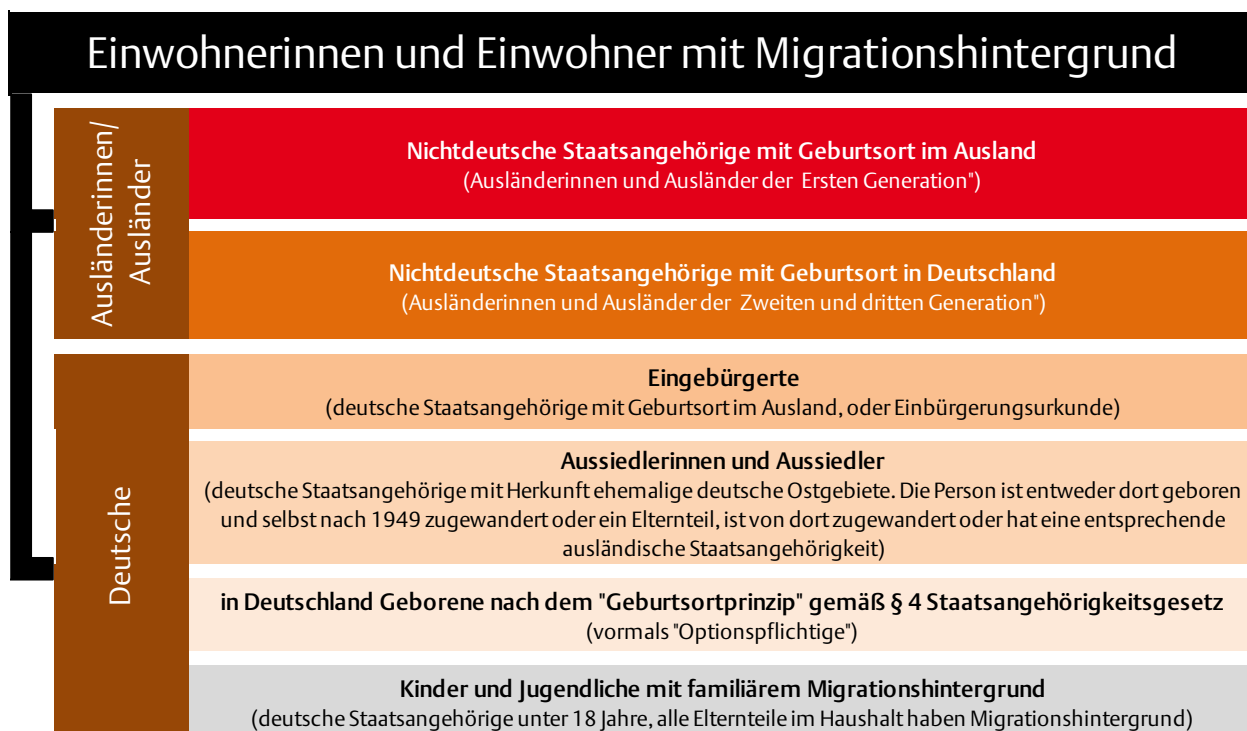 Einwohnerinnen und Einwohner mit Migrationshintergrund
Ausländerinnen/
Ausländer
Nichtdeutsche Staatsangehörige mit Geburtsort im Ausland
(Ausländerinnen und Ausländer der  Ersten Generation")
Nichtdeutsche Staatsangehörige mit Geburtsort in Deutschland
(Ausländerinnen und Ausländer der  Zweiten und dritten Generation")
Deutsche
Eingebürgerte
(deutsche Staatsangehörige mit Geburtsort im Ausland, oder Einbürgerungsurkunde)
Aussiedlerinnen und Aussiedler
(deutsche Staatsangehörige mit Herkunft ehemalige deutsche Ostgebiete. Die Person ist entweder dort geboren
und selbst nach 1949 zugewandert oder ein Elternteil, ist von dort zugewandert oder hat eine entsprechende
ausländische Staatsangehörigkeit)
in Deutschland Geborene nach dem "Geburtsortprinzip" gemäß § 4 Staatsangehörigkeitsgesetz
(vormals "Optionspflichtige")
Kinder und Jugendliche mit familiärem Migrationshintergrund
(deutsche Staatsangehörige unter 18 Jahre, alle Elternteile im Haushalt haben Migrationshintergrund)